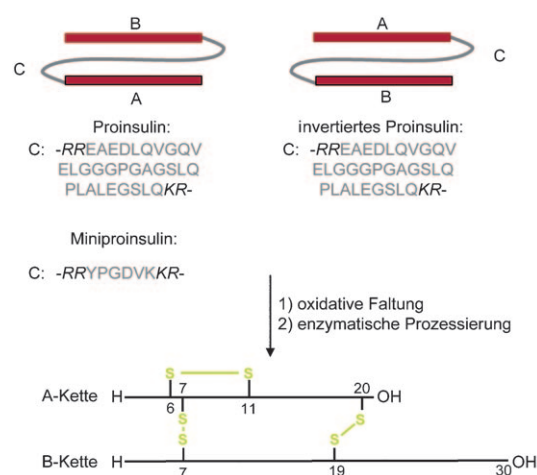 B
C
A
A
C
B
Proinsulin:
C: -RREAEDLQVGQV
ELGGGPGAGSLQ
PLALEGSLQKR-
invertiertes Proinsulin:
C: -RREAEDLQVGQV
ELGGGPGAGSLQ
PLALEGSLQKR-
Miniproinsulin:
C: -RRYPGDVKKR-
1) oxidative Faltung
2) enzymatische Prozessierung
S S
7 20
A-Kette H OH
6 11
S S
S S
B-Kette H OH
7 19 30